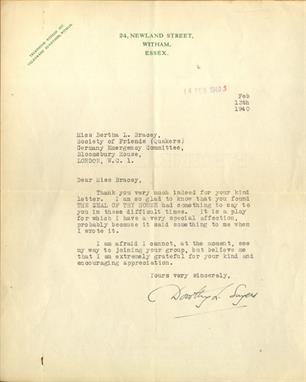 24, NEWLAND STREET,
WITHAM,
ESSEX.
14 FEB 1940
Feb
13th
1940
Miss Bertha L. Bracey,
Society of Friends (Quakers)
Germany Emergency Committee,
Bloomsbury House,
LONDON, W.C. 1.
Dear Miss Bracey,
Thank you very much indeed for your kind
letter. I am so glad to know that you found
THE ZEAL OF THY HOUSE had something to say to
you in these difficult times. It is a play
for which I have a very special affection,
probably because it said something to me when
I wrote it.
I am afraid I cannot, at the moment, see
my way to joining your group, but believe me
that I am extremely grateful for your kind and
encouraging appreciation.
Yours very sincerely,
Dorothy L. Sayers